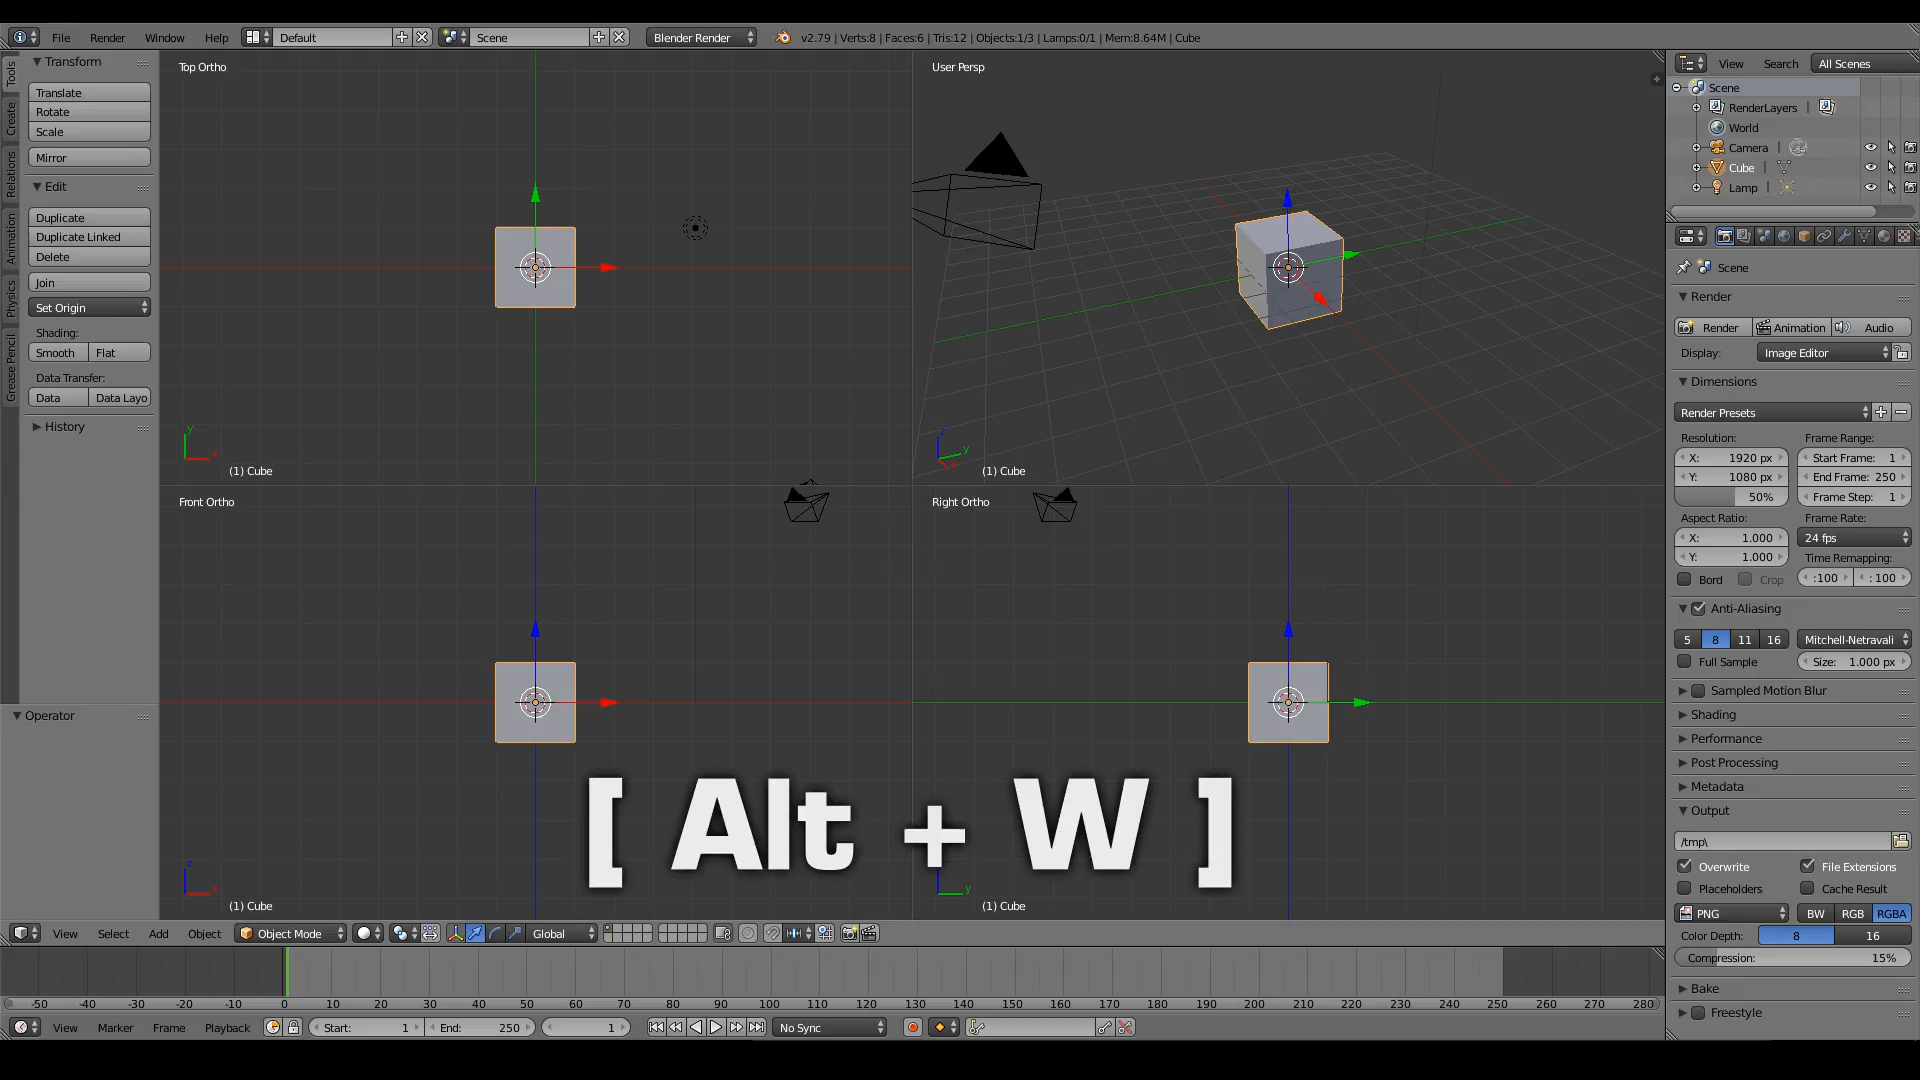 File Render Window Help Default Scene Blender Render v2.79 | Verts:8 | Faces:6 | Tris:12 | Objects:1/3 | Lamps:0/1 | Mem:8.64M | Cube
Tools
Create
Relations
Animation
Physics
Grease Pencil
Transform
Translate
Rotate
Scale
Mirror
Edit
Duplicate
Duplicate Linked
Delete
Join
Set Origin
Shading:
Smooth Flat
Data Transfer:
Data Data Layo
History
Operator
Top Ortho
y
x
(1) Cube
User Persp
z
y
x
(1) Cube
Front Ortho
z
x
(1) Cube
Right Ortho
y
(1) Cube
[ Alt + W ]
View Select Add Object Object Mode Global
-50 -40 -30 -20 -10 0 10 20 30 40 50 60 70 80 90 100 110 120 130 140 150 160 170 180 190 200 210 220 230 240 250 260 270 280
View Marker Frame Playback Start: 1 End: 250 1 No Sync
View Search All Scenes
Scene
RenderLayers |
World
Camera |
Cube |
Lamp |
Scene
Render
Render Animation Audio
Display: Image Editor
Dimensions
Render Presets
Resolution: Frame Range:
X: 1920 px Start Frame: 1
Y: 1080 px End Frame: 250
50% Frame Step: 1
Aspect Ratio: Frame Rate:
X: 1.000 24 fps
Y: 1.000 Time Remapping:
Bord Crop :100 : 100
Anti-Aliasing
5 8 11 16 Mitchell-Netravali
Full Sample Size: 1.000 px
Sampled Motion Blur
Shading
Performance
Post Processing
Metadata
Output
/tmp\
Overwrite File Extensions
Placeholders Cache Result
PNG BW RGB RGBA
Color Depth: 8 16
Compression: 15%
Bake
Freestyle